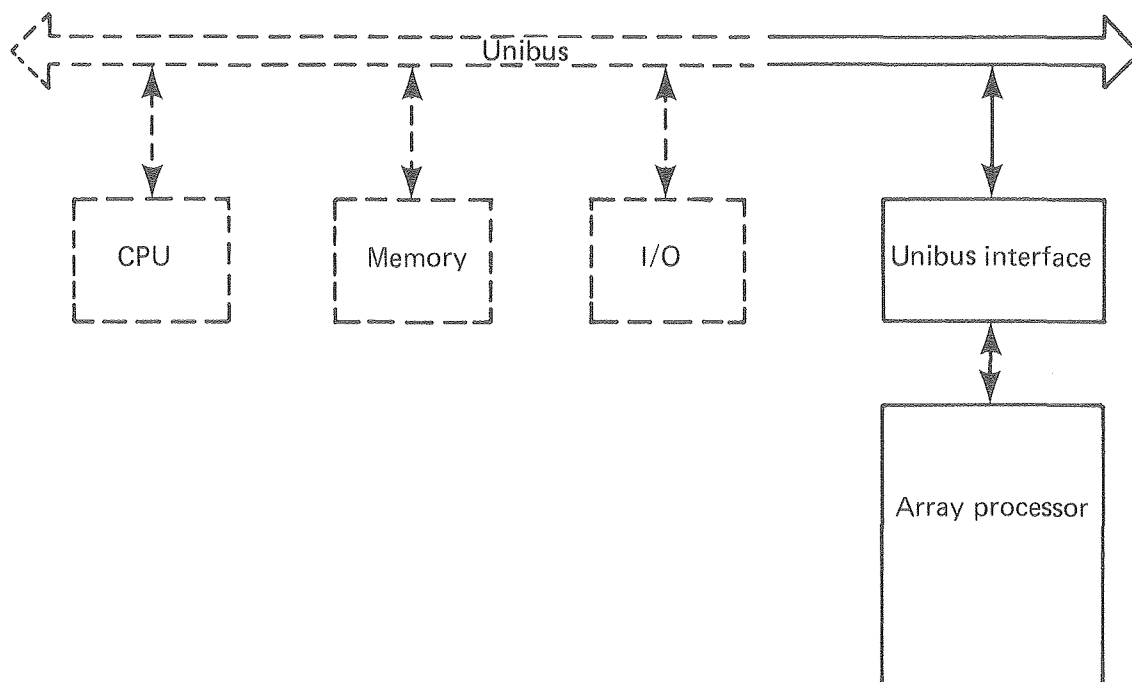 Unibus
CPU
Memory
I/O
Unibus interface
Array processor